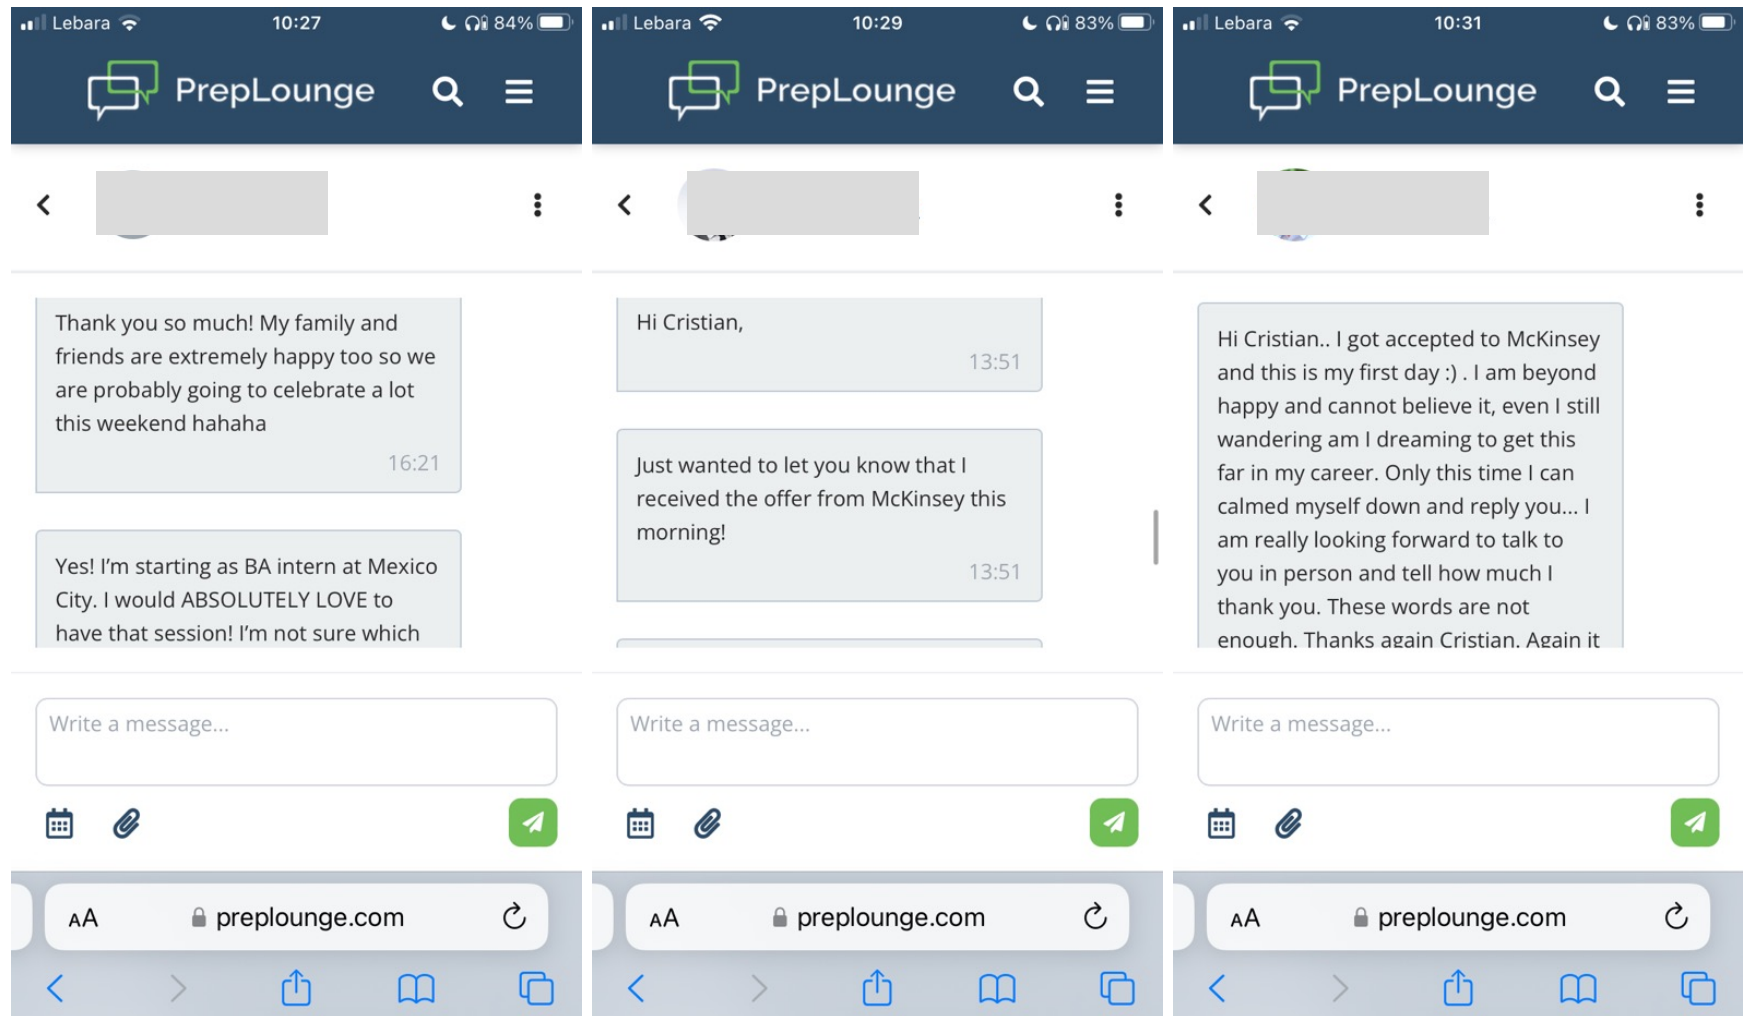 Lebara 10:27 84%
PrepLounge
Thank you so much! My family and
friends are extremely happy too so we
are probably going to celebrate a lot
this weekend hahaha
16:21
Yes! I'm starting as BA intern at Mexico
City. I would ABSOLUTELY LOVE to
have that session! I'm not sure which
Write a message...
AA preplounge.com
Lebara 10:29 83%
PrepLounge
Hi Cristian,
13:51
Just wanted to let you know that I
received the offer from McKinsey this
morning!
13:51
Write a message...
AA preplounge.com
Lebara 10:31 83%
PrepLounge
Hi Cristian.. I got accepted to McKinsey
and this is my first day :) . I am beyond
happy and cannot believe it, even I still
wandering am I dreaming to get this
far in my career. Only this time I can
calmed myself down and reply you... I
am really looking forward to talk to
you in person and tell how much I
thank you. These words are not
enough. Thanks again Cristian. Again it
Write a message...
AA preplounge.com